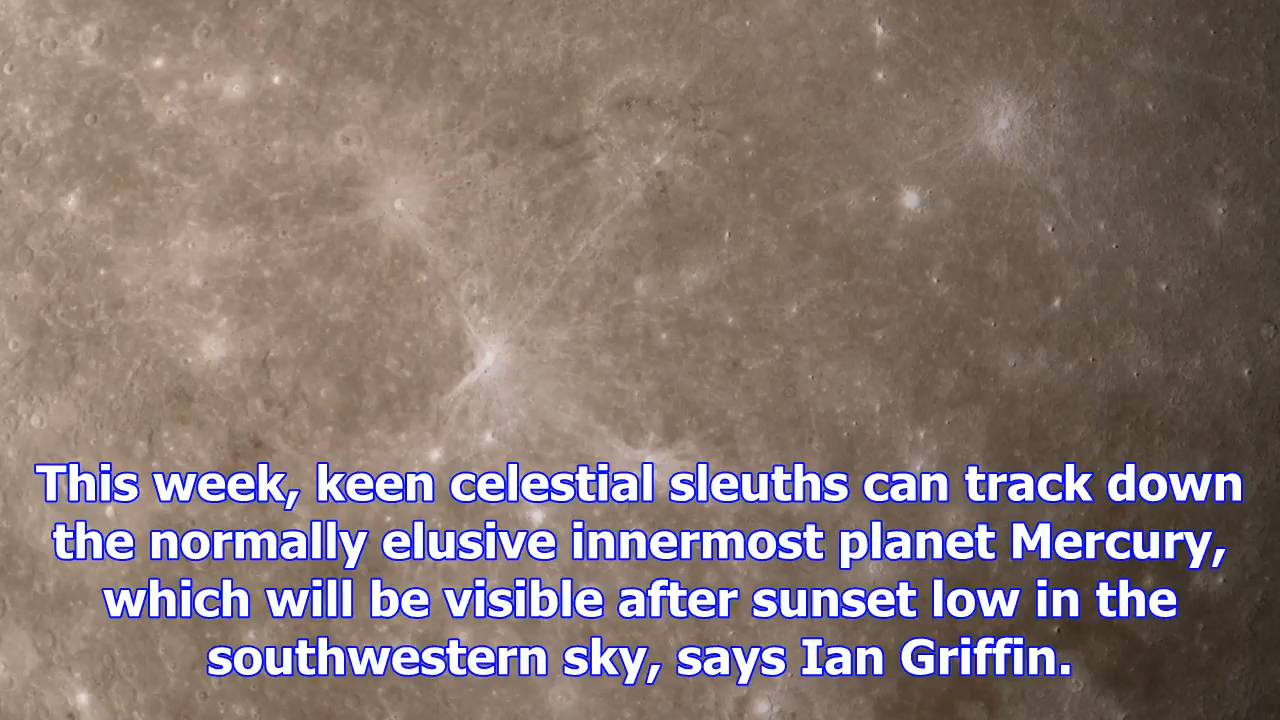 This week, keen celestial sleuths can track down
the normally elusive innermost planet Mercury,
which will be visible after sunset low in the
southwestern sky, says Ian Griffin.